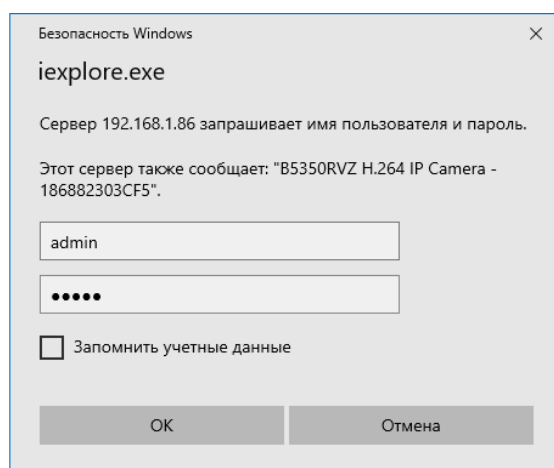 Безопасность Windows
iexplore.exe
Сервер 192.168.1.86 запрашивает имя пользователя и пароль.
Этот сервер также сообщает: "B5350RVZ H.264 IP Camera -
186882303CF5".
admin
●●●●●
Запомнить учетные данные
ОК
Отмена